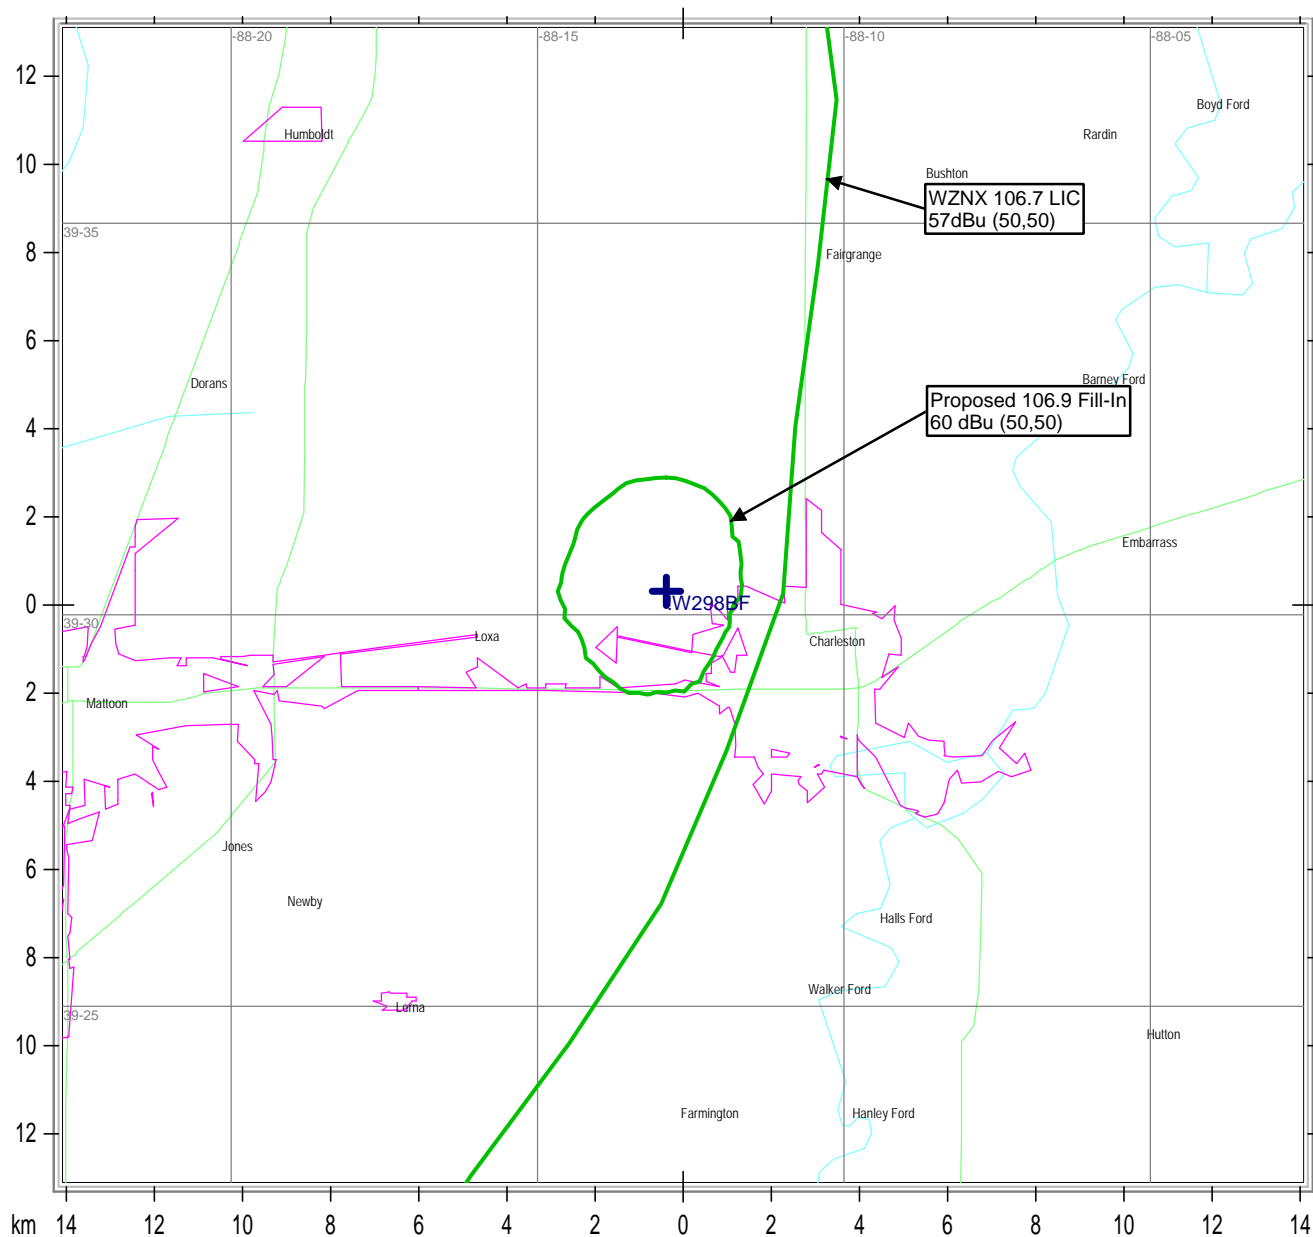 -88-20
-88-15
-88-10
-88-05
12
Boyd Ford
Humboldt
Rardin
10
Bushton
WZNX 106.7 LIC
57dBu (50,50)
39-35
8
Fairgrange
6
Dorans
Barney Ford
Proposed 106.9 Fill-In
60 dBu (50,50)
4
2
Embarrass
0
W298BF
39-30
Loxa
Charleston
2
Mattoon
4
Jones
6
Newby
Halls Ford
8
Walker Ford
Lerna
39-25
10
Hutton
Farmington
Hanley Ford
12
km 14 12 10 8 6 4 2 0 2 4 6 8 10 12 14